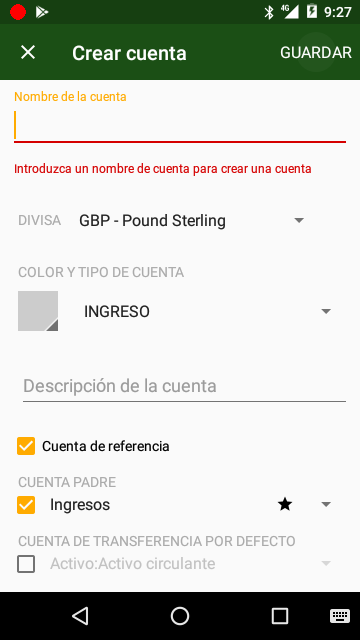 4G 9:27
Crear cuenta GUARDAR
Nombre de la cuenta
Introduzca un nombre de cuenta para crear una cuenta
DIVISA GBP - Pound Sterling
COLOR Y TIPO DE CUENTA
INGRESO
Descripción de la cuenta
Cuenta de referencia
CUENTA PADRE
Ingresos
CUENTA DE TRANSFERENCIA POR DEFECTO
Activo:Activo circulante